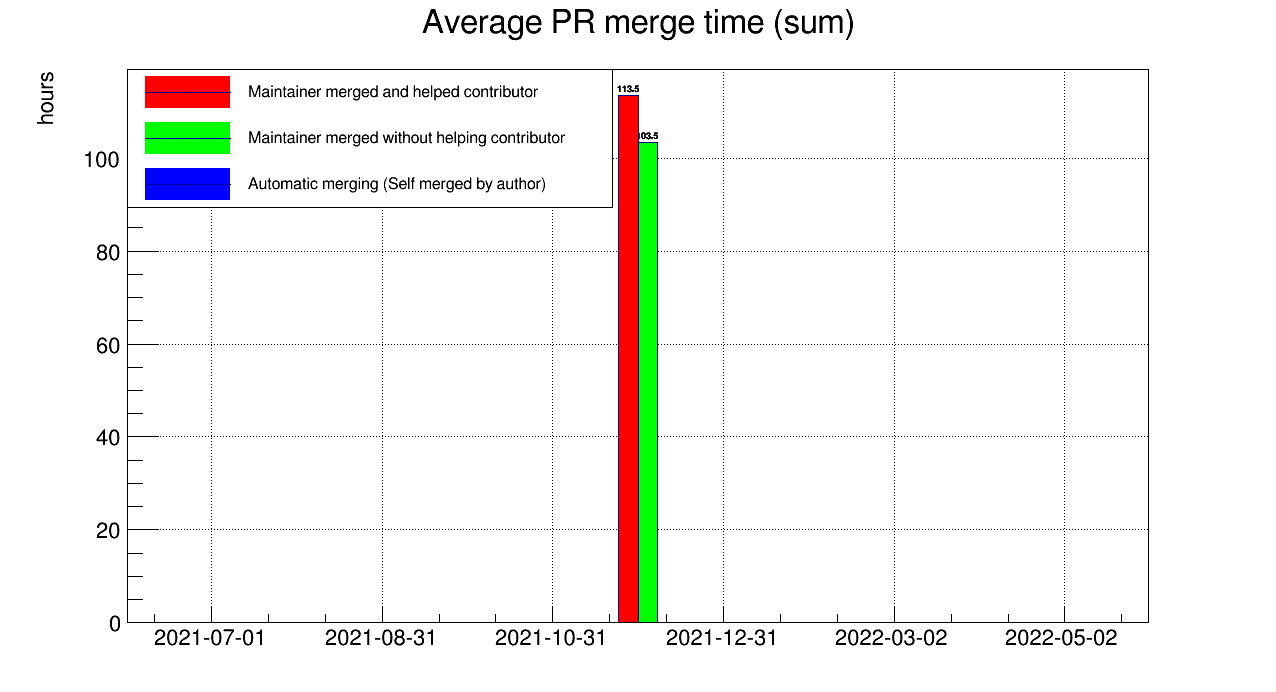 Average PR merge time (sum)
hours
Maintainer merged and helped contributor
Maintainer merged without helping contributor
Automatic merging (Self merged by author)
113.5
103.5
100
80
60
40
20
0
2021-07-01 2021-08-31 2021-10-31 2021-12-31 2022-03-02 2022-05-02